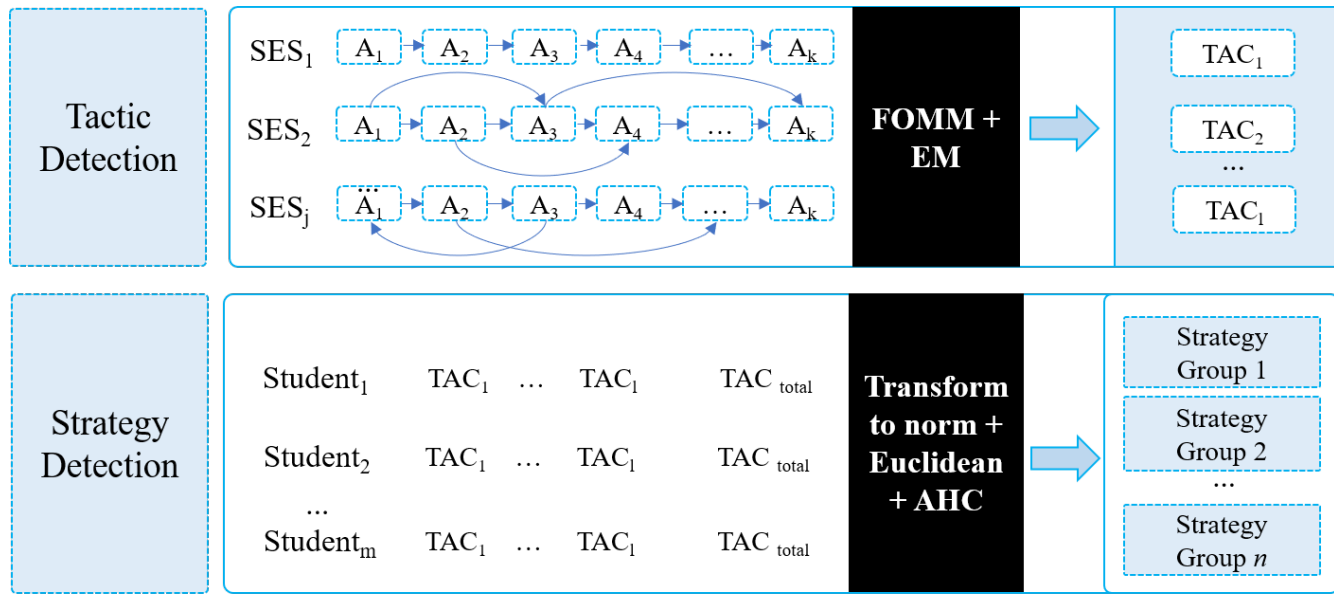 Tactic
Detection
SES₁ A₁ A₂ A₃ A₄ … Aₖ
SES₂ A₁ A₂ A₃ A₄ … Aₖ
...
SESⱼ A₁ A₂ A₃ A₄ … Aₖ
FOMM +
EM
TAC₁
TAC₂
...
TACₗ
Strategy
Detection
Student₁ TAC₁ … TACₗ TAC total
Student₂ TAC₁ … TACₗ TAC total
...
Studentₘ TAC₁ … TACₗ TAC total
Transform
to norm +
Euclidean
+ AHC
Strategy
Group 1
Strategy
Group 2
...
Strategy
Group n